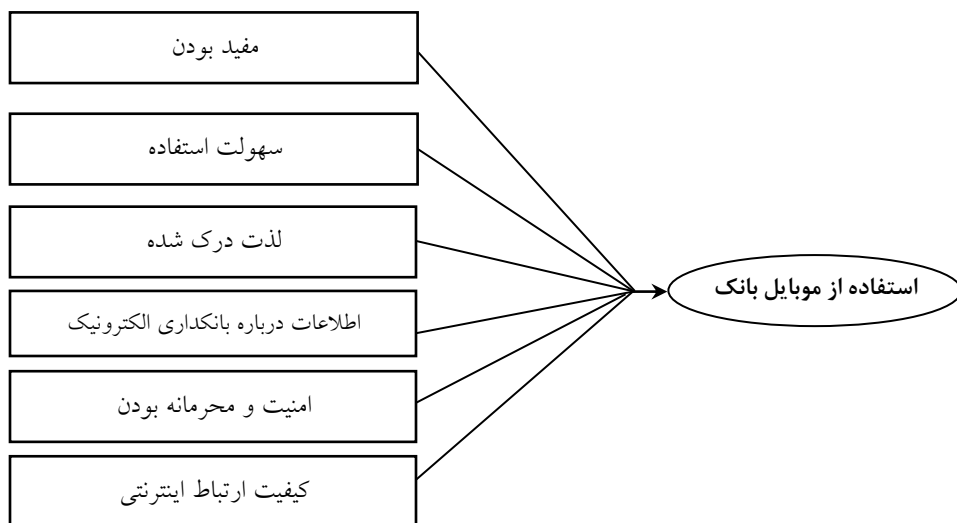 مفید بودن
سهولت استفاده
لذت درک شده
اطلاعات درباره بانکداری الکترونیک
امنیت و محرمانه بودن
کیفیت ارتباط اینترنتی
استفاده از موبایل بانک